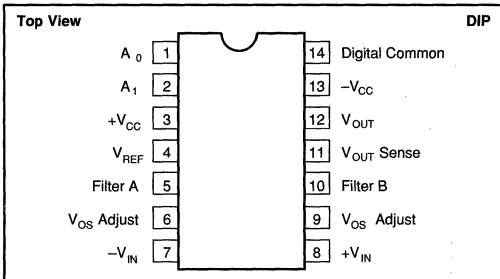 Top View DIP
A0 1 14 Digital Common
A1 2 13 –VCC
+VCC 3 12 VOUT
VREF 4 11 VOUT Sense
Filter A 5 10 Filter B
VOS Adjust 6 9 VOS Adjust
–VIN 7 8 +VIN